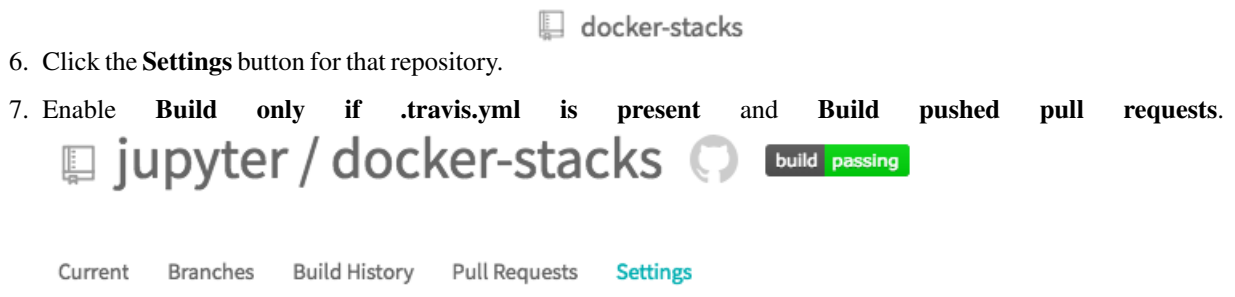 docker-stacks
6. Click the Settings button for that repository.
7. Enable Build only if .travis.yml is present and Build pushed pull requests.
jupyter / docker-stacks build passing
Current Branches Build History Pull Requests Settings